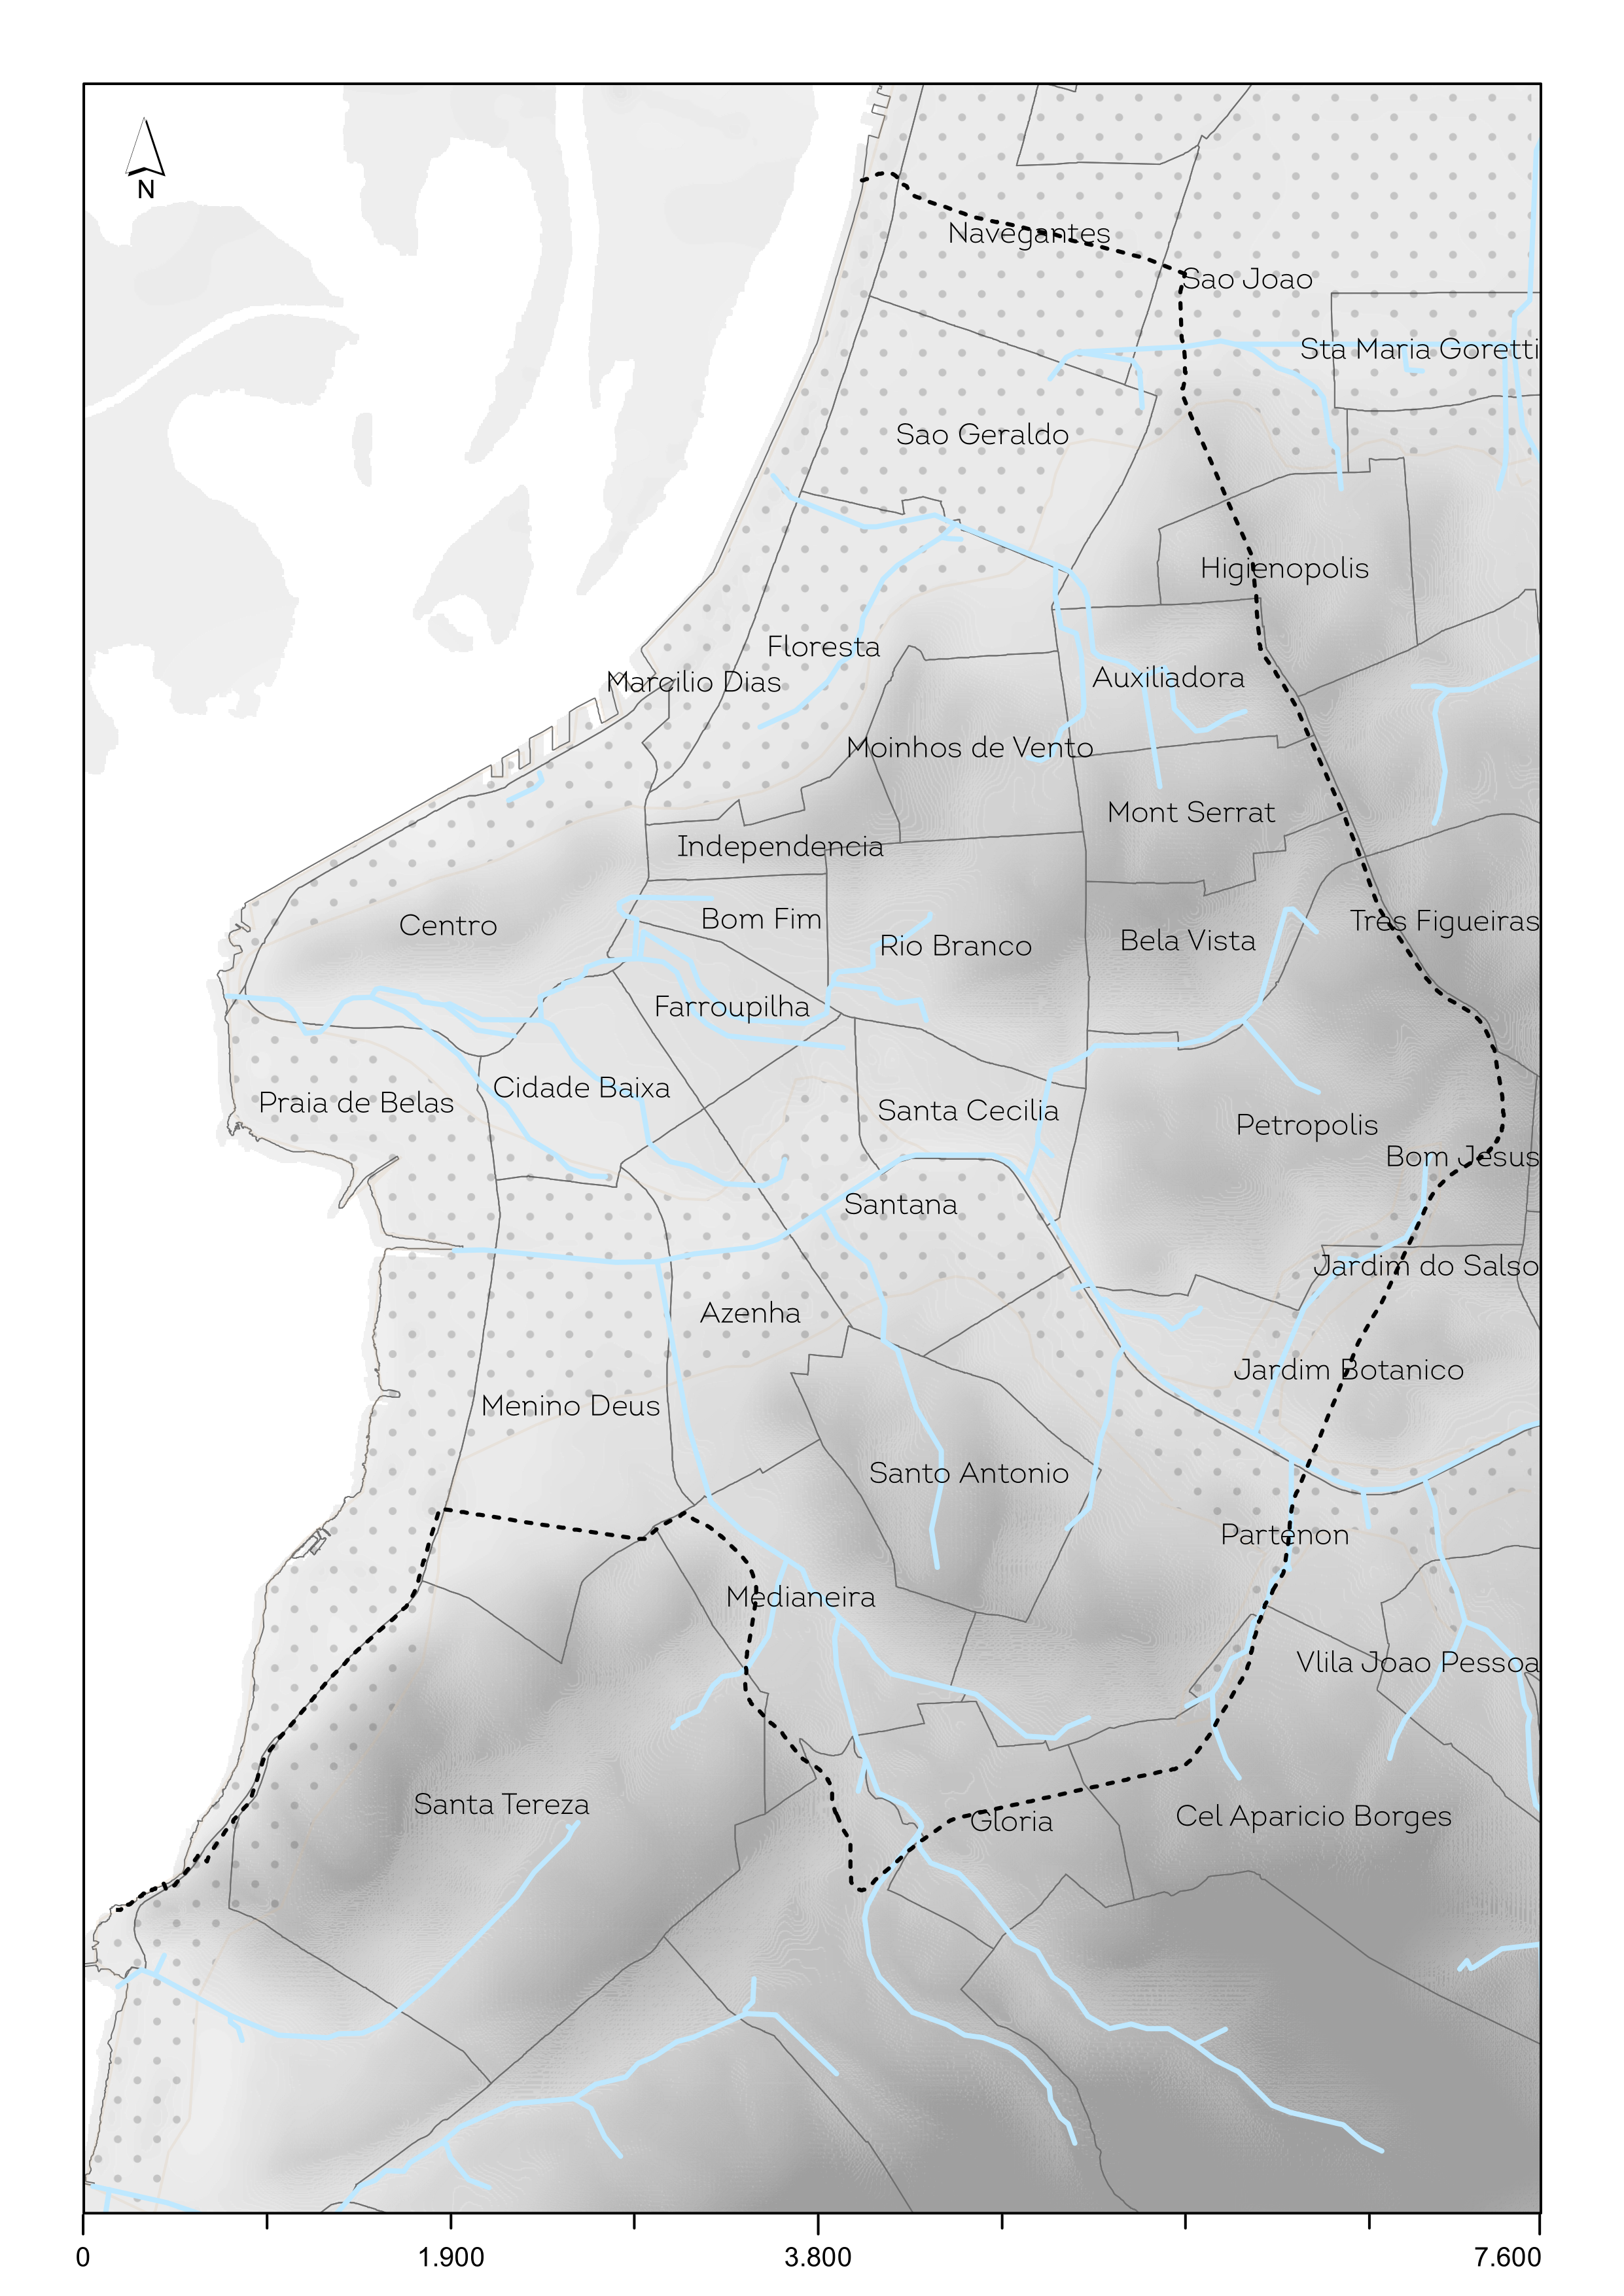 N
Navegantes
Sao Joao
Sta Maria Goretti
Sao Geraldo
Higienopolis
Floresta
Marcilio Dias
Auxiliadora
Moinhos de Vento
Mont Serrat
Independencia
Centro
Bom Fim
Rio Branco
Bela Vista
Tres Figueiras
Farroupilha
Cidade Baixa
Praia de Belas
Santa Cecilia
Petropolis
Bom Jesus
Santana
Jardim do Salso
Azenha
Jardim Botanico
Menino Deus
Santo Antonio
Partenon
Medianeira
Vlila Joao Pessoa
Santa Tereza
Gloria
Cel Aparicio Borges
0 1.900 3.800 7.600